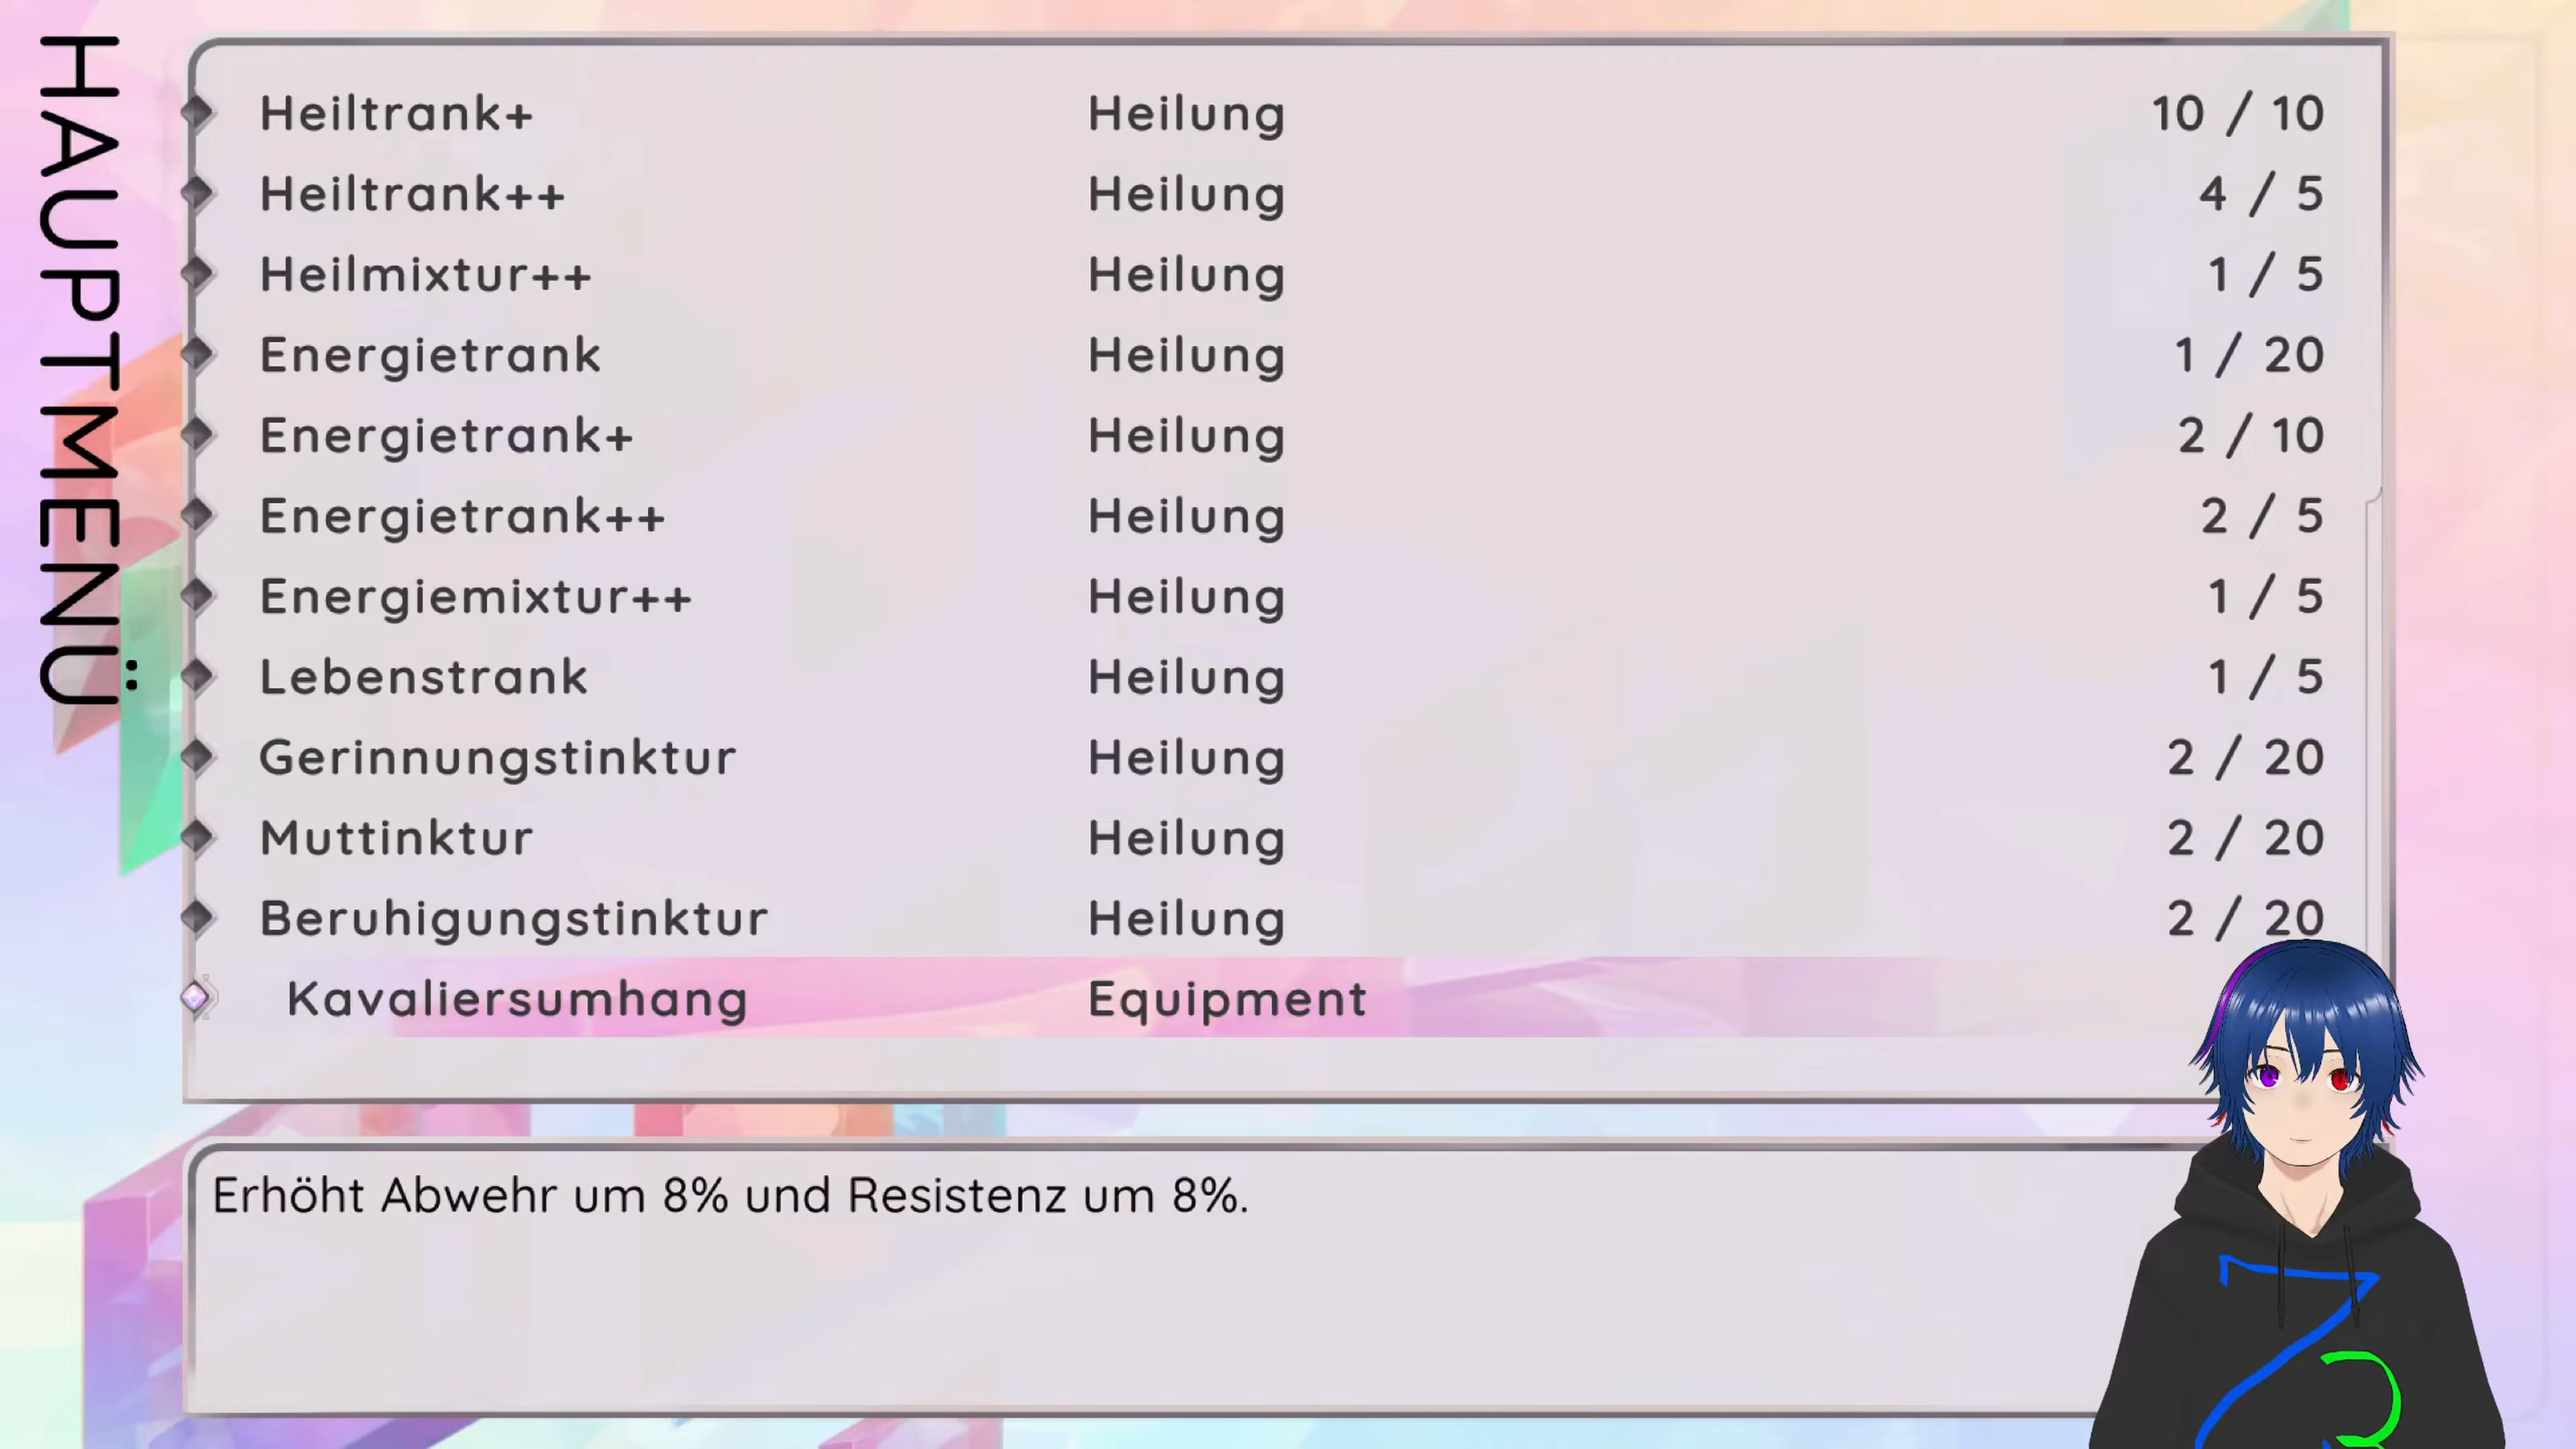 HAUPTMENÜ
Heiltrank+ Heilung 10 / 10
Heiltrank++ Heilung 4 / 5
Heilmixtur++ Heilung 1 / 5
Energietrank Heilung 1 / 20
Energietrank+ Heilung 2 / 10
Energietrank++ Heilung 2 / 5
Energiemixtur++ Heilung 1 / 5
Lebenstrank Heilung 1 / 5
Gerinnungstinktur Heilung 2 / 20
Muttinktur Heilung 2 / 20
Beruhigungstinktur Heilung 2 / 20
Kavaliersumhang Equipment
Erhöht Abwehr um 8% und Resistenz um 8%.